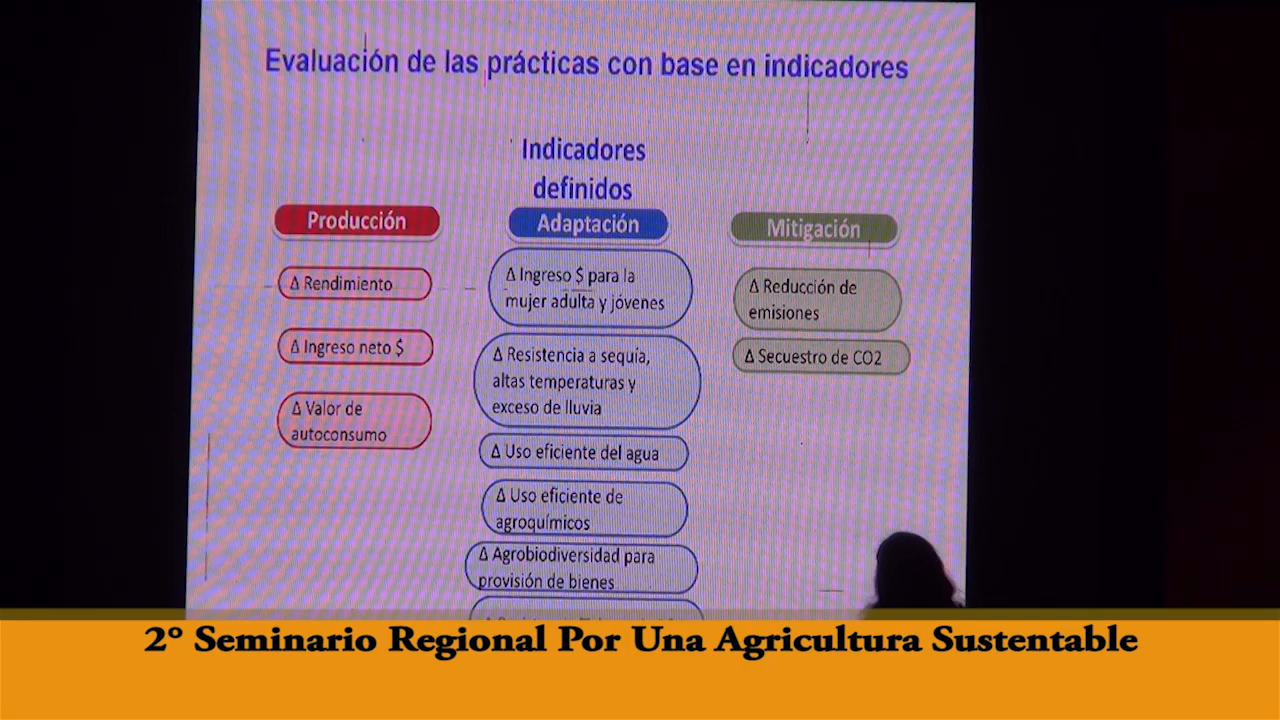 Evaluación de las prácticas con base en indicadores
Indicadores
definidos
Producción
Δ Rendimiento
Δ Ingreso neto $
Δ Valor de
autoconsumo
Adaptación
Δ Ingreso $ para la
mujer adulta y jóvenes
Δ Resistencia a sequía,
altas temperaturas y
exceso de lluvia
Δ Uso eficiente del agua
Δ Uso eficiente de
agroquímicos
Δ Agrobiodiversidad para
provisión de bienes
Mitigación
Δ Reducción de
emisiones
Δ Secuestro de CO2
2º Seminario Regional Por Una Agricultura Sustentable